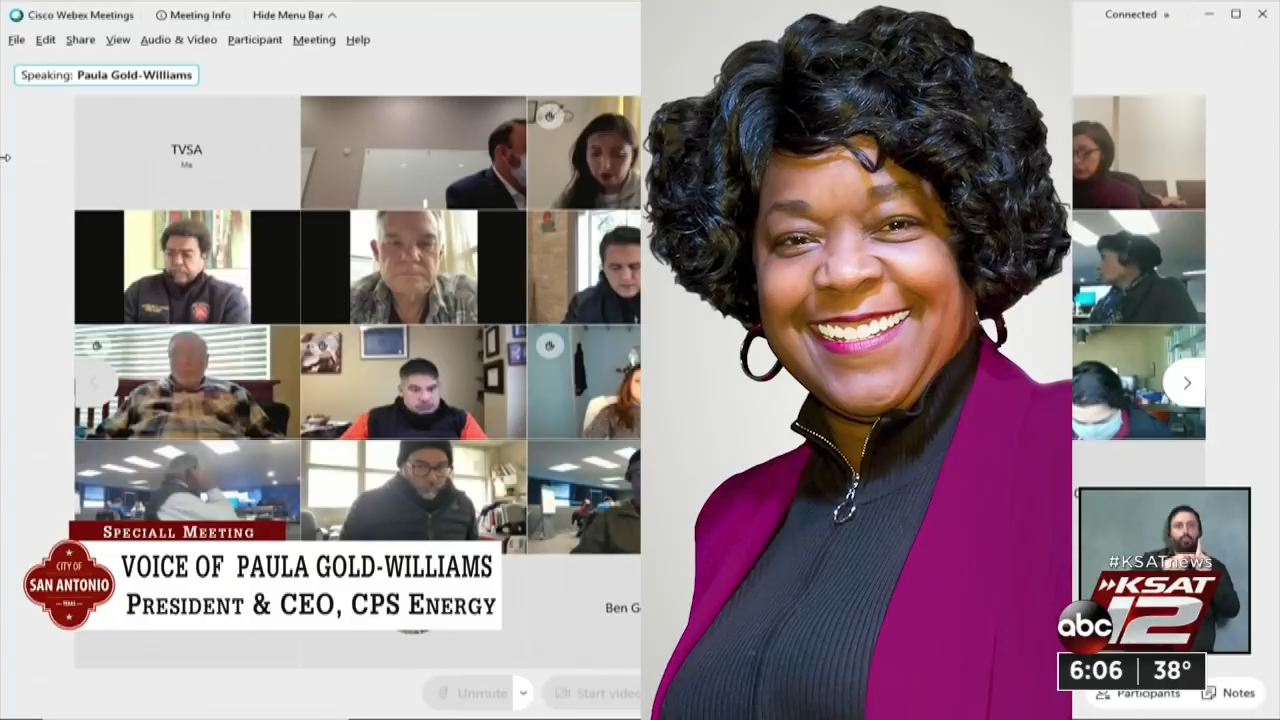 Cisco Webex Meetings
Meeting Info
Hide Menu Bar
Connected
File Edit Share View Audio & Video Participant Meeting Help
Speaking: Paula Gold-Williams
TVSA
Me
SPECIALL MEETING
CITY OF
SAN ANTONIO
TEXAS
VOICE OF PAULA GOLD-WILLIAMS
PRESIDENT & CEO, CPS ENERGY
Ben G
#KSATnews
KSAT
abc 12
6:06 38°
Unmute
Start video
Participants
Notes